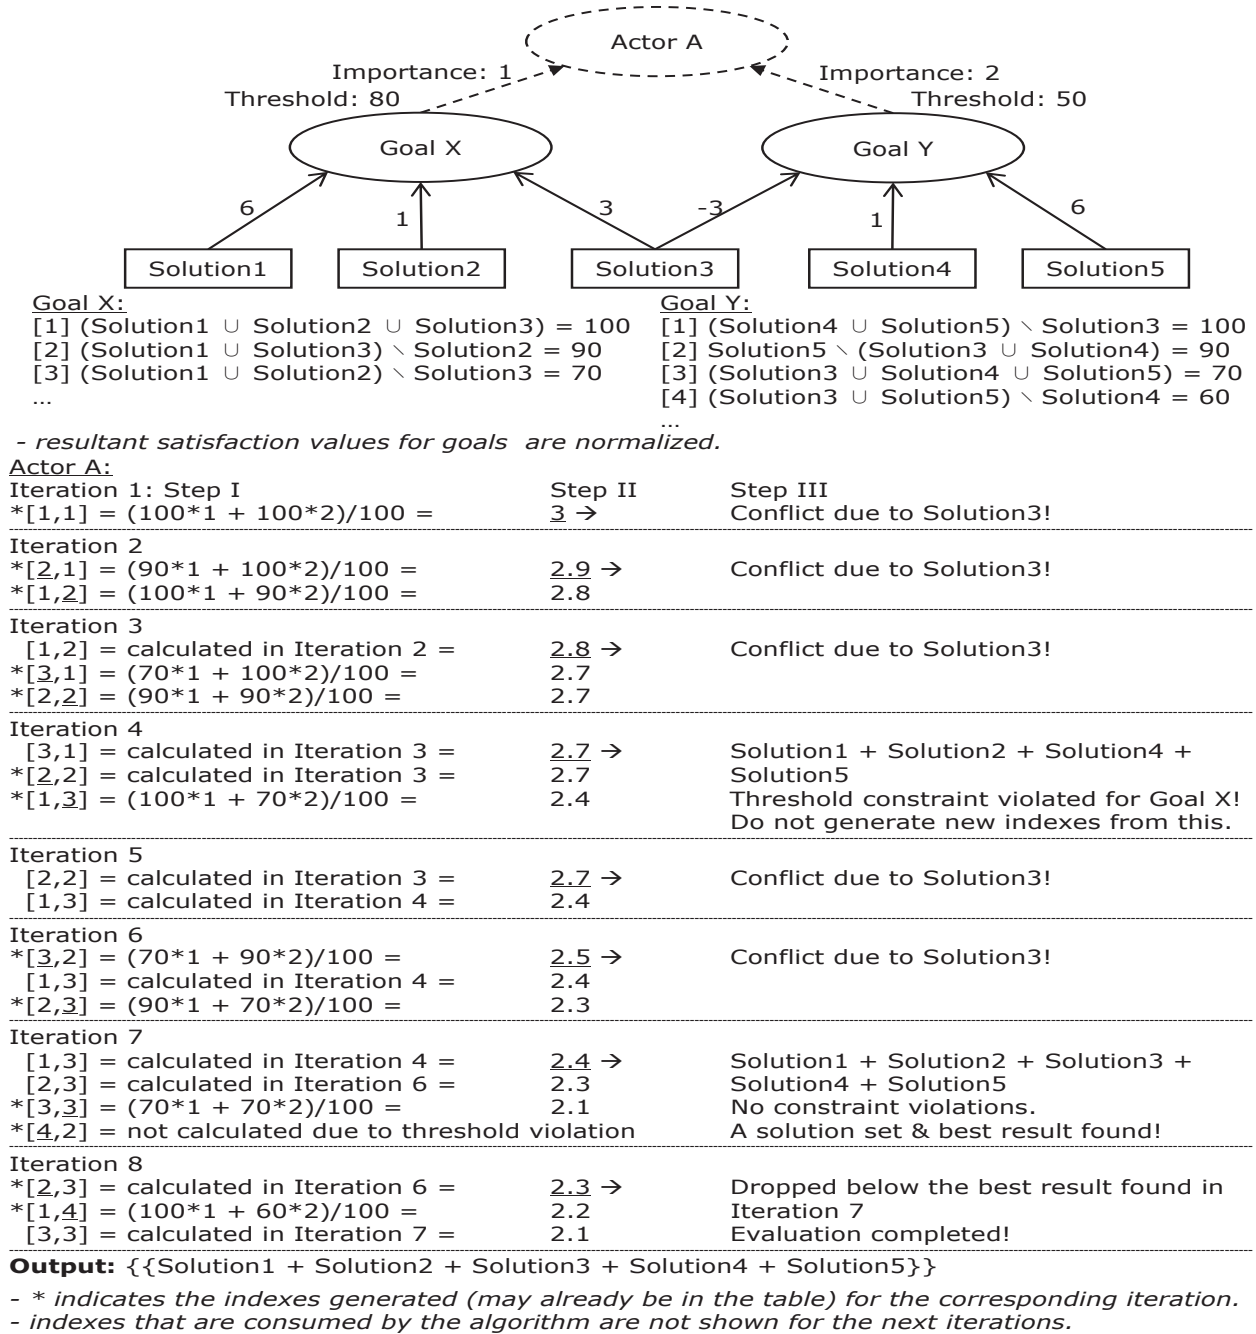 Actor A
Importance: 1
Importance: 2
Threshold: 80
Threshold: 50
Goal X
Goal Y
6
1
3
-3
1
6
Solution1
Solution2
Solution3
Solution4
Solution5
Goal X:
[1] (Solution1 ∪ Solution2 ∪ Solution3) = 100
[2] (Solution1 ∪ Solution3) \ Solution2 = 90
[3] (Solution1 ∪ Solution2) \ Solution3 = 70
...
Goal Y:
[1] (Solution4 ∪ Solution5) \ Solution3 = 100
[2] Solution5 \ (Solution3 ∪ Solution4) = 90
[3] (Solution3 ∪ Solution4 ∪ Solution5) = 70
[4] (Solution3 ∪ Solution5) \ Solution4 = 60
...
- resultant satisfaction values for goals are normalized.
Actor A:
Iteration 1: Step I Step II Step III
*[1,1] = (100*1 + 100*2)/100 = 3 → Conflict due to Solution3!
Iteration 2
*[2,1] = (90*1 + 100*2)/100 = 2.9 → Conflict due to Solution3!
*[1,2] = (100*1 + 90*2)/100 = 2.8
Iteration 3
[1,2] = calculated in Iteration 2 = 2.8 → Conflict due to Solution3!
*[3,1] = (70*1 + 100*2)/100 = 2.7
*[2,2] = (90*1 + 90*2)/100 = 2.7
Iteration 4
[3,1] = calculated in Iteration 3 = 2.7 → Solution1 + Solution2 + Solution4 +
*[2,2] = calculated in Iteration 3 = 2.7 Solution5
*[1,3] = (100*1 + 70*2)/100 = 2.4 Threshold constraint violated for Goal X!
Do not generate new indexes from this.
Iteration 5
[2,2] = calculated in Iteration 3 = 2.7 → Conflict due to Solution3!
[1,3] = calculated in Iteration 4 = 2.4
Iteration 6
*[3,2] = (70*1 + 90*2)/100 = 2.5 → Conflict due to Solution3!
[1,3] = calculated in Iteration 4 = 2.4
*[2,3] = (90*1 + 70*2)/100 = 2.3
Iteration 7
[1,3] = calculated in Iteration 4 = 2.4 → Solution1 + Solution2 + Solution3 +
[2,3] = calculated in Iteration 6 = 2.3 Solution4 + Solution5
*[3,3] = (70*1 + 70*2)/100 = 2.1 No constraint violations.
*[4,2] = not calculated due to threshold violation A solution set & best result found!
Iteration 8
*[2,3] = calculated in Iteration 6 = 2.3 → Dropped below the best result found in
*[1,4] = (100*1 + 60*2)/100 = 2.2 Iteration 7
[3,3] = calculated in Iteration 7 = 2.1 Evaluation completed!
Output: {{Solution1 + Solution2 + Solution3 + Solution4 + Solution5}}
- * indicates the indexes generated (may already be in the table) for the corresponding iteration.
- indexes that are consumed by the algorithm are not shown for the next iterations.